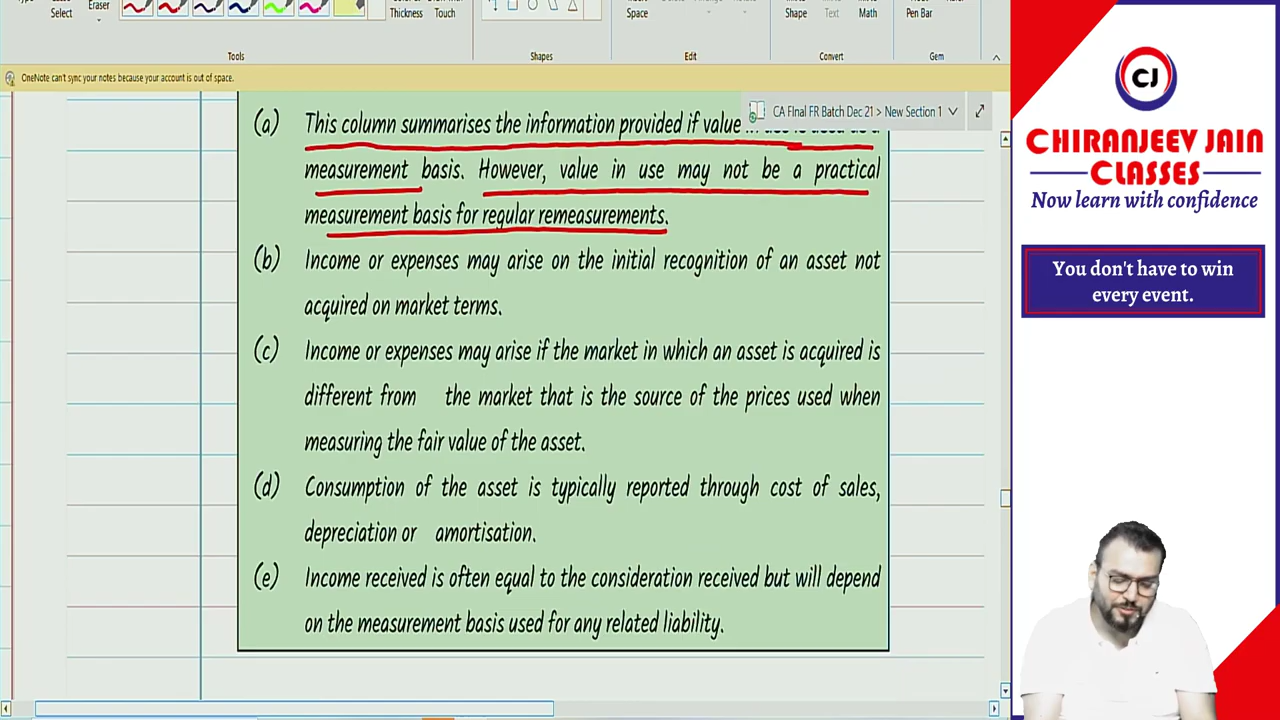 Eraser
Select
Thickness
Touch
Space
Shape
Text
Math
Pen Bar
Tools
Shapes
Edit
Convert
Gem
OneNote can't sync your notes because your account is out of space.
CA FInal FR Batch Dec 21 > New Section 1
(a) This column summarises the information provided if value in use is used as a
measurement basis. However, value in use may not be a practical
measurement basis for regular remeasurements.
(b) Income or expenses may arise on the initial recognition of an asset not
acquired on market terms.
(c) Income or expenses may arise if the market in which an asset is acquired is
different from the market that is the source of the prices used when
measuring the fair value of the asset.
(d) Consumption of the asset is typically reported through cost of sales,
depreciation or amortisation.
(e) Income received is often equal to the consideration received but will depend
on the measurement basis used for any related liability.
CJ
CHIRANJEEV JAIN
CLASSES
Now learn with confidence
You don't have to win
every event.